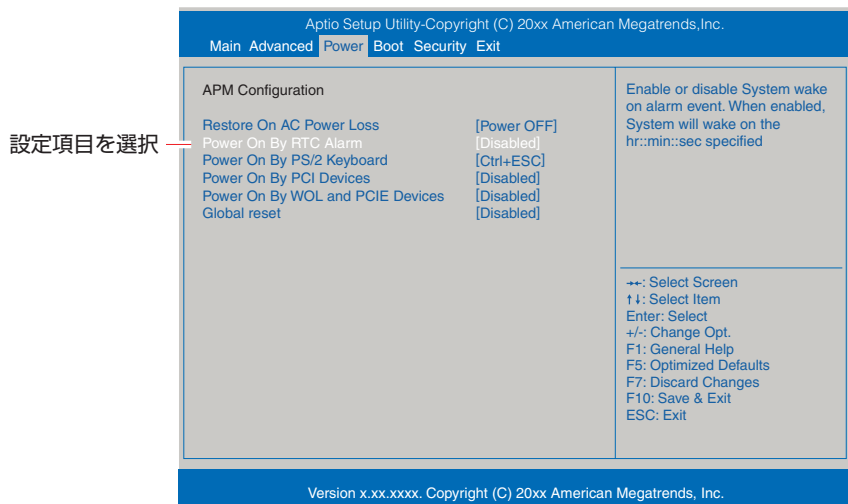 Aptio Setup Utility-Copyright (C) 20xx American Megatrends,Inc.
Main Advanced Power Boot Security Exit
APM Configuration
Restore On AC Power Loss [Power OFF]
Power On By RTC Alarm [Disabled]
Power On By PS/2 Keyboard [Ctrl+ESC]
Power On By PCI Devices [Disabled]
Power On By WOL and PCIE Devices [Disabled]
Global reset [Disabled]
設定項目を選択
Enable or disable System wake
on alarm event. When enabled,
System will wake on the
hr::min::sec specified
→←: Select Screen
↑↓: Select Item
Enter: Select
+/-: Change Opt.
F1: General Help
F5: Optimized Defaults
F7: Discard Changes
F10: Save & Exit
ESC: Exit
Version x.xx.xxxx. Copyright (C) 20xx American Megatrends, Inc.